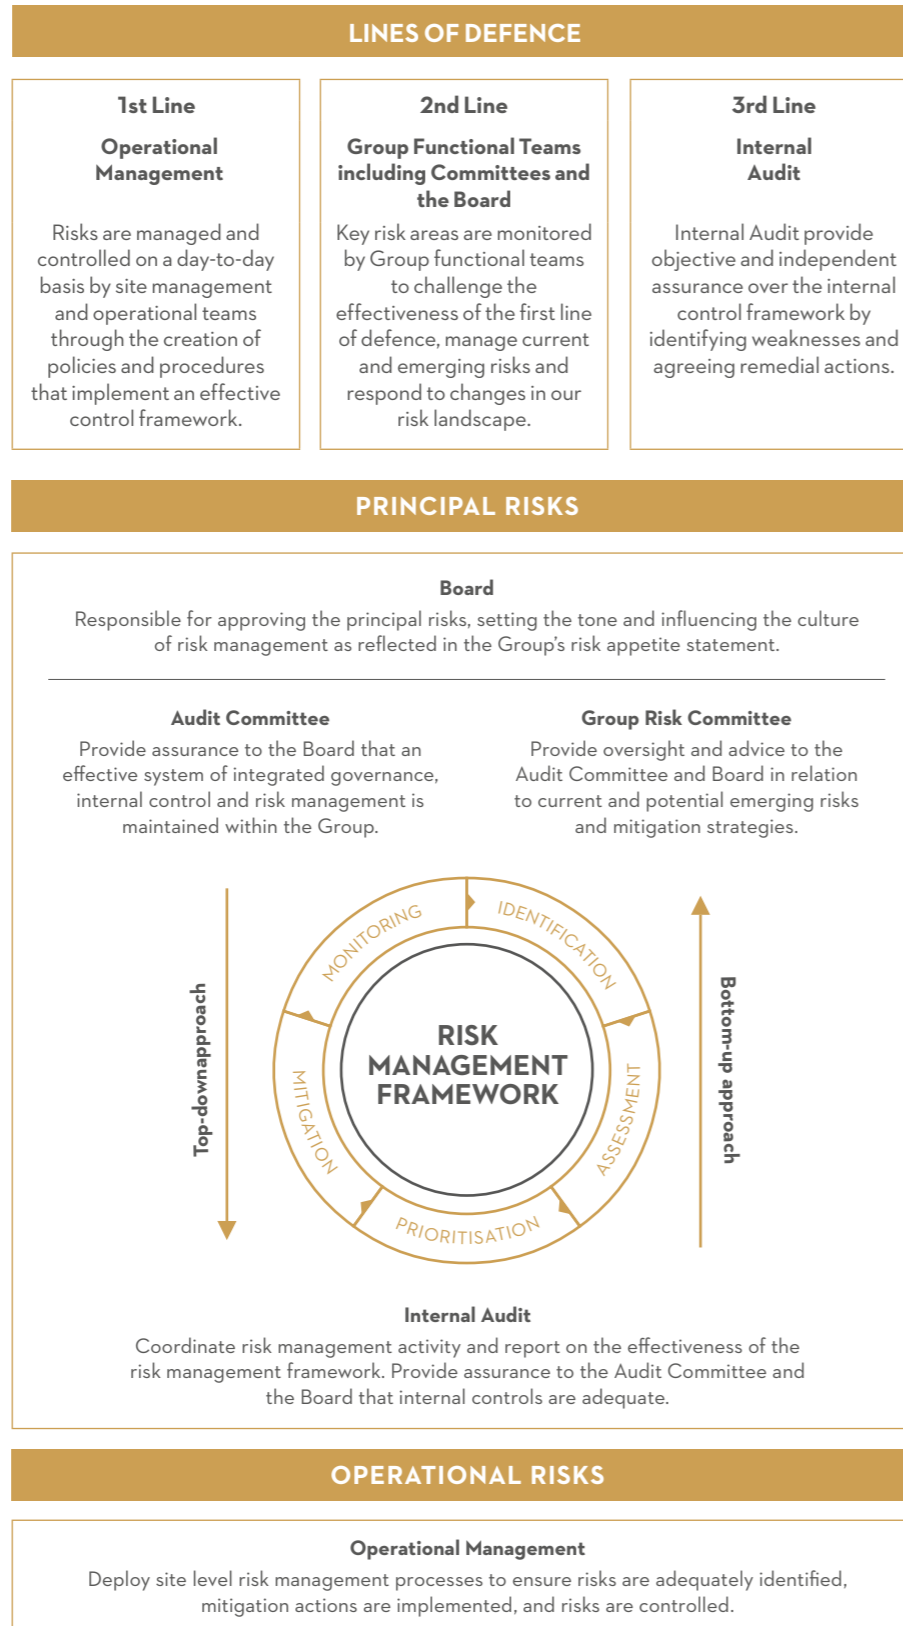 LINES OF DEFENCE
1st Line
Operational
Management
Risks are managed and
controlled on a day-to-day
basis by site management
and operational teams
through the creation of
policies and procedures
that implement an effective
control framework.
2nd Line
Group Functional Teams
including Committees and
the Board
Key risk areas are monitored
by Group functional teams
to challenge the
effectiveness of the first line
of defence, manage current
and emerging risks and
respond to changes in our
risk landscape.
3rd Line
Internal
Audit
Internal Audit provide
objective and independent
assurance over the internal
control framework by
identifying weaknesses and
agreeing remedial actions.
PRINCIPAL RISKS
Board
Responsible for approving the principal risks, setting the tone and influencing the culture
of risk management as reflected in the Group's risk appetite statement.
Audit Committee
Provide assurance to the Board that an
effective system of integrated governance,
internal control and risk management is
maintained within the Group.
Group Risk Committee
Provide oversight and advice to the
Audit Committee and Board in relation
to current and potential emerging risks
and mitigation strategies.
Top-downapproach
MONITORING
IDENTIFICATION
RISK
MANAGEMENT
FRAMEWORK
MITIGATION
ASSESSMENT
PRIORITISATION
Bottom-up approach
Internal Audit
Coordinate risk management activity and report on the effectiveness of the
risk management framework. Provide assurance to the Audit Committee and
the Board that internal controls are adequate.
OPERATIONAL RISKS
Operational Management
Deploy site level risk management processes to ensure risks are adequately identified,
mitigation actions are implemented, and risks are controlled.